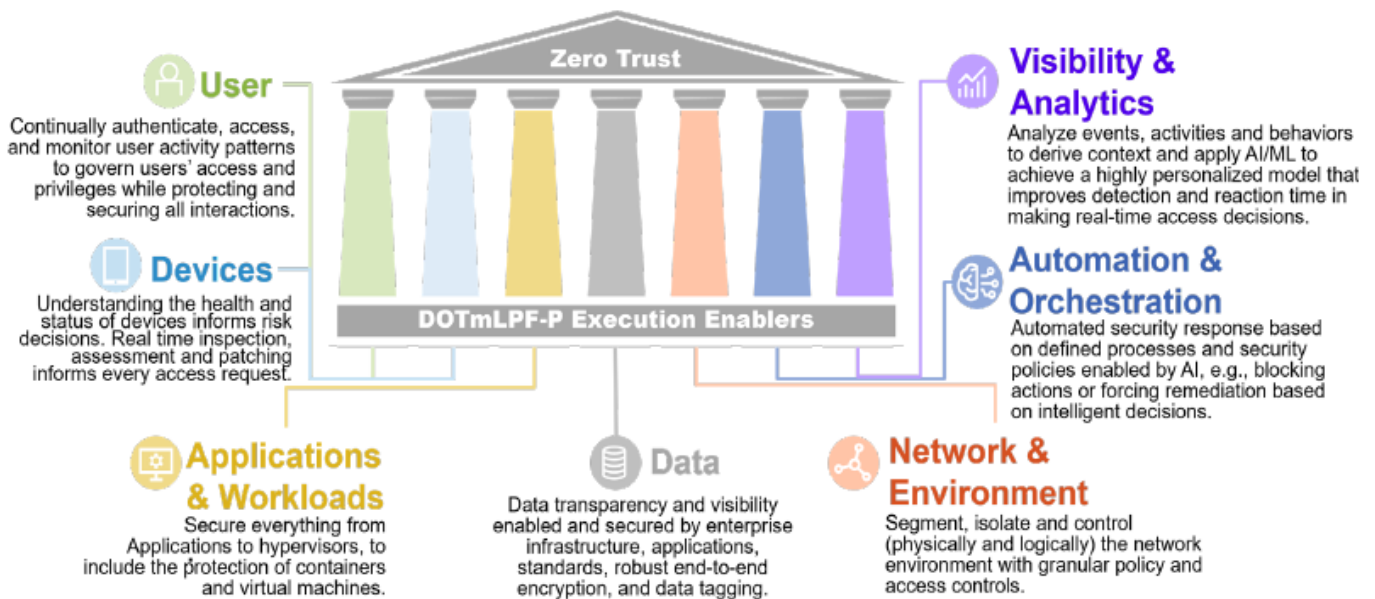 Zero Trust
DOTmLPF-P Execution Enablers
User
Continually authenticate, access,
and monitor user activity patterns
to govern users' access and
privileges while protecting and
securing all interactions.
Devices
Understanding the health and
status of devices informs risk
decisions. Real time inspection,
assessment and patching
informs every access request.
Applications
& Workloads
Secure everything from
Applications to hypervisors, to
include the protection of containers
and virtual machines.
Data
Data transparency and visibility
enabled and secured by enterprise
infrastructure, applications,
standards, robust end-to-end
encryption, and data tagging.
Network &
Environment
Segment, isolate and control
(physically and logically) the network
environment with granular policy and
access controls.
Automation &
Orchestration
Automated security response based
on defined processes and security
policies enabled by AI, e.g., blocking
actions or forcing remediation based
on intelligent decisions.
Visibility &
Analytics
Analyze events, activities and behaviors
to derive context and apply AI/ML to
achieve a highly personalized model that
improves detection and reaction time in
making real-time access decisions.